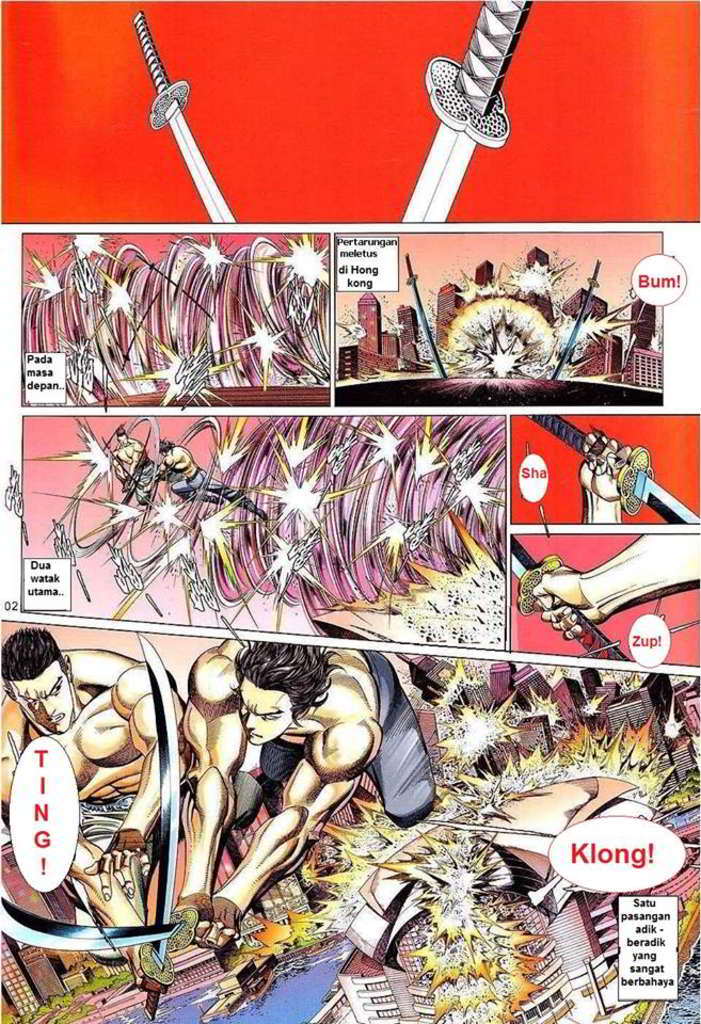 Pada
masa
depan..
Pertarungan
meletus
di Hong
kong
Bum!
Dua
watak
utama..
Sha
02
Zup!
T
I
N
G
!
Klong!
Satu
pasangan
adik -
beradik
yang
sangat
berbahaya